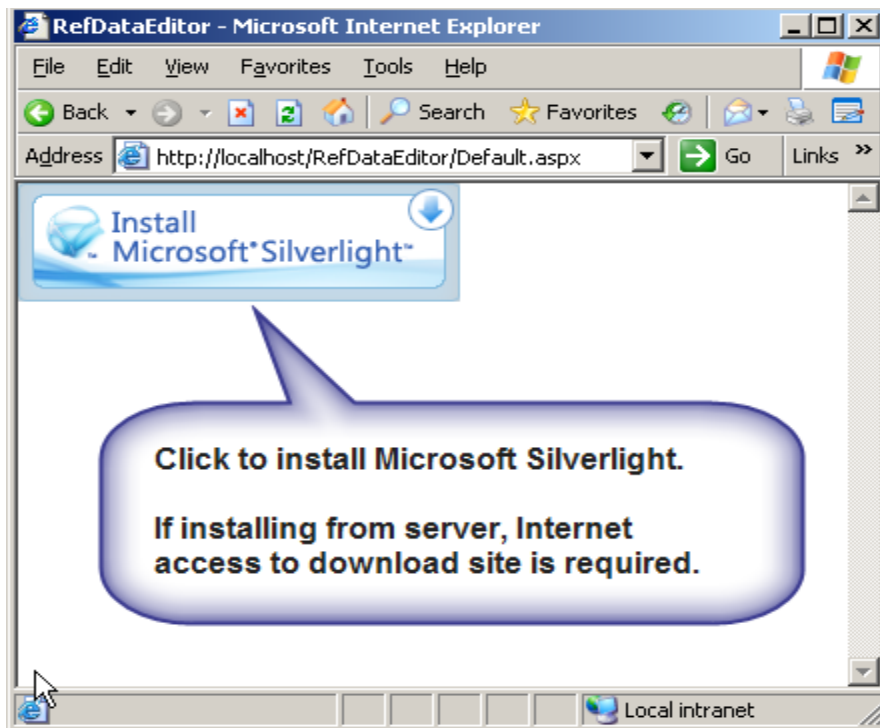 RefDataEditor - Microsoft Internet Explorer
File Edit View Favorites Tools Help
Back Search Favorites
Address http://localhost/RefDataEditor/Default.aspx Go Links »
Install
Microsoft® Silverlight™
Click to install Microsoft Silverlight.
If installing from server, Internet
access to download site is required.
Local intranet